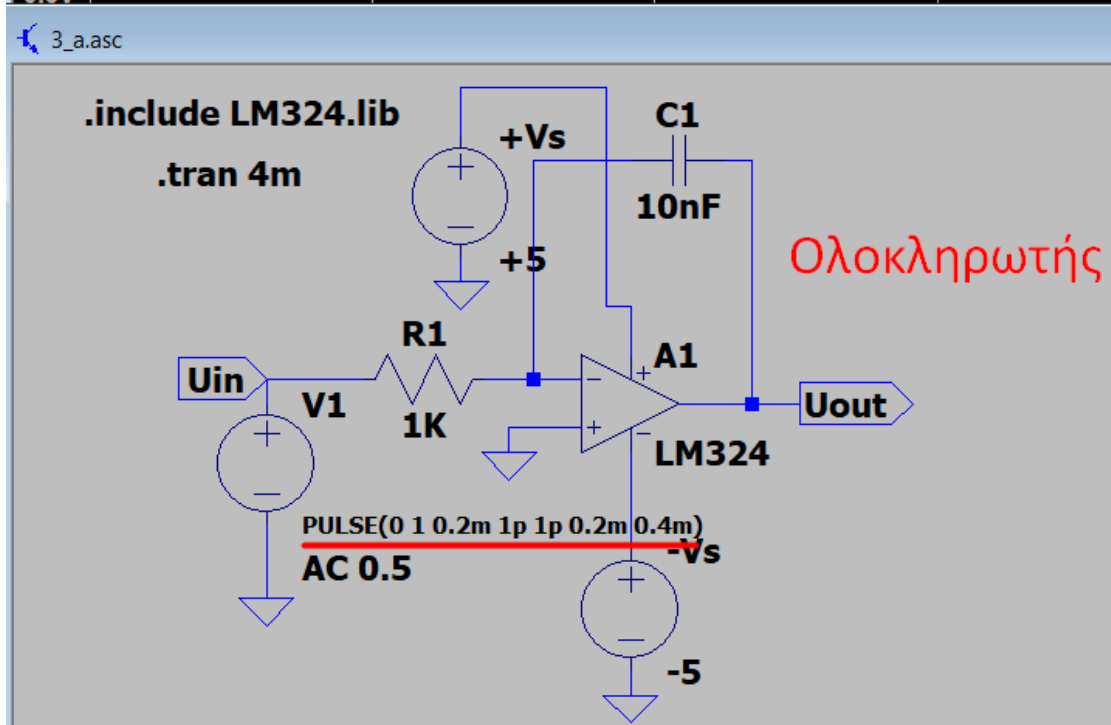 3_a.asc
.include LM324.lib
.tran 4m
+Vs
+5
C1
10nF
Ολοκληρωτής
R1
1K
Uin
V1
A1
LM324
Uout
PULSE(0 1 0.2m 1p 1p 0.2m 0.4m)
AC 0.5
-Vs
-5